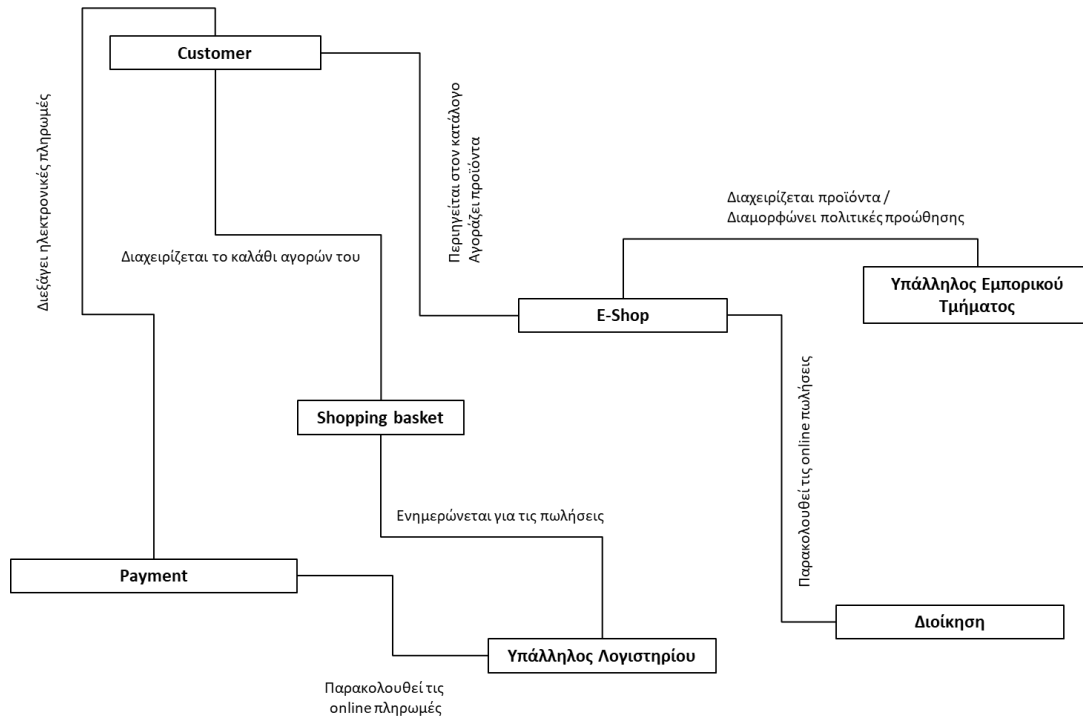 Customer
Διεξάγει ηλεκτρονικές πληρωμές
Περιηγείται στον κατάλογο
Αγοράζει προϊόντα
Διαχειρίζεται προϊόντα /
Διαμορφώνει πολιτικές προώθησης
Διαχειρίζεται το καλάθι αγορών του
Υπάλληλος Εμπορικού
Τμήματος
E-Shop
Παρακολουθεί τις online πωλήσεις
Shopping basket
Ενημερώνεται για τις πωλήσεις
Payment
Διοίκηση
Υπάλληλος Λογιστηρίου
Παρακολουθεί τις
online πληρωμές